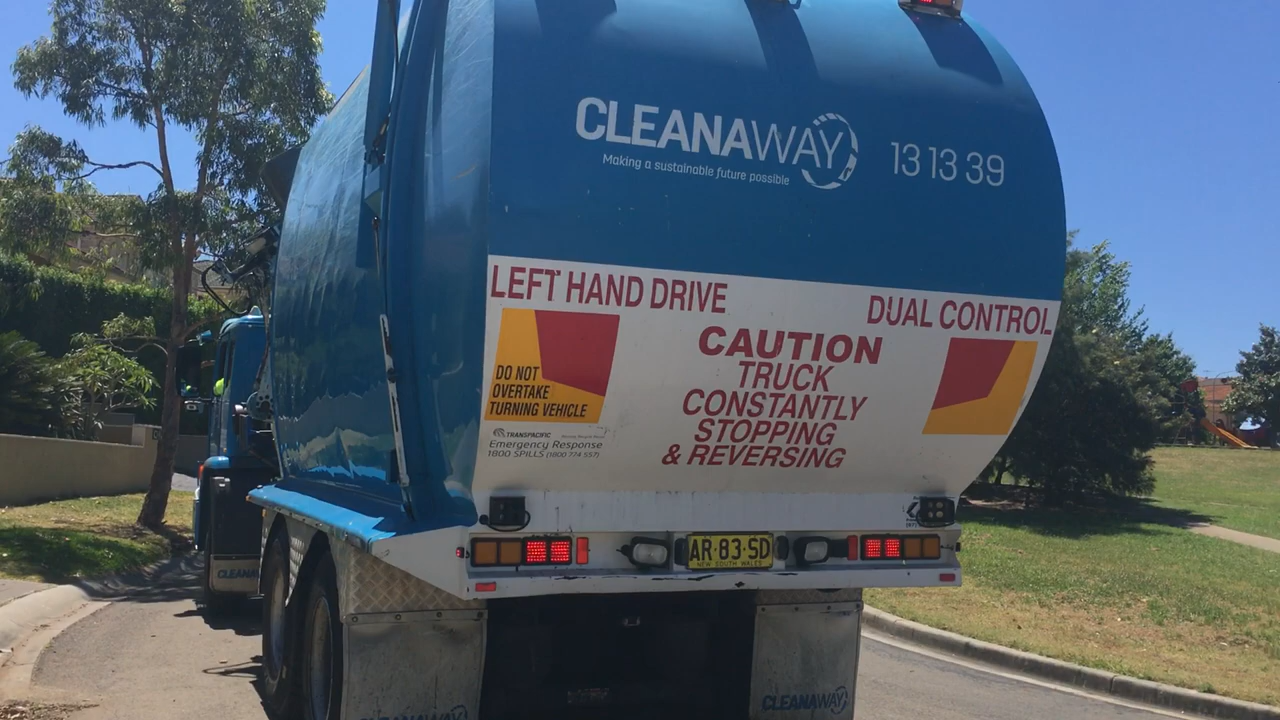 CLEANAWAY
Making a sustainable future possible
13 13 39
LEFT HAND DRIVE
DUAL CONTROL
CAUTION
TRUCK
CONSTANTLY
STOPPING
& REVERSING
DO NOT
OVERTAKE
TURNING VEHICLE
TRANSPACIFIC
Emergency Response
1800 SPILLS (1800 774 557)
AR·83·SD
NEW SOUTH WALES
CLEANAWAY
CLEANAWAY
CLEANAWAY